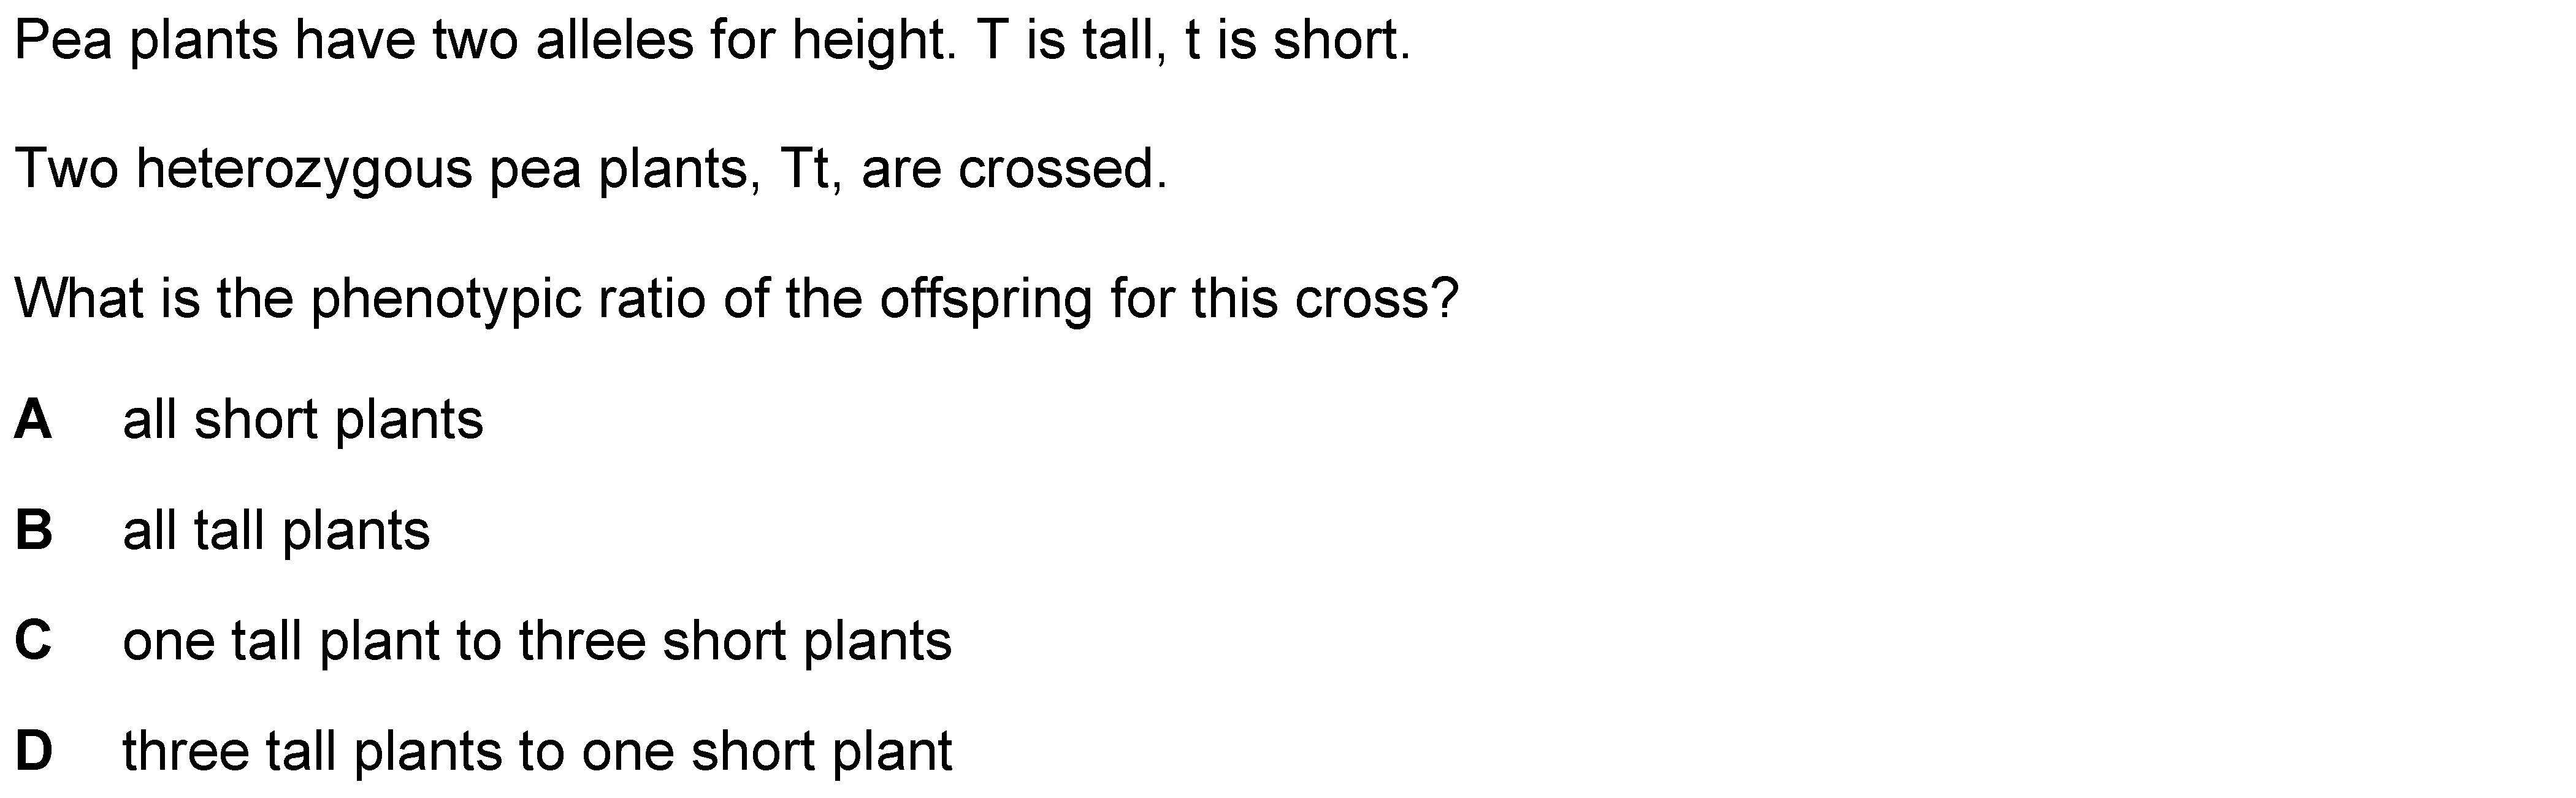 Pea plants have two alleles for height. T is tall, t is short.
Two heterozygous pea plants, Tt, are crossed.
What is the phenotypic ratio of the offspring for this cross?
A all short plants
B all tall plants
C one tall plant to three short plants
D three tall plants to one short plant